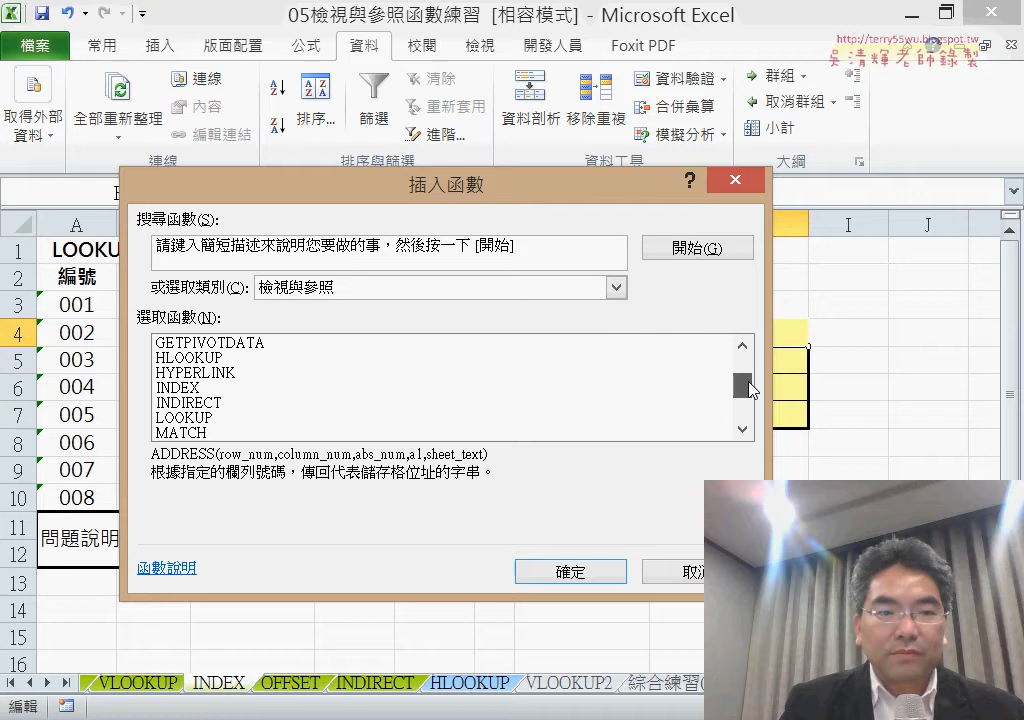 05檢視與參照函數練習 [相容模式] - Microsoft Excel
檔案 常用 插入 版面配置 公式 資料 校閱 檢視 開發人員 Foxit PDF
http://terry55wu.blogspot.tw
吳清輝老師錄製
取得外部資料 全部重新整理 連線 內容 編輯連結
排序... 篩選 清除 重新套用 進階...
資料剖析 移除重複 資料驗證 合併彙算 模擬分析
群組 取消群組 小計
連線 排序與篩選 資料工具 大綱
插入函數
搜尋函數(S):
請鍵入簡短描述來說明您要做的事，然後按一下 [開始]
開始(G)
或選取類別(C): 檢視與參照
選取函數(N):
GETPIVOTDATA
HLOOKUP
HYPERLINK
INDEX
INDIRECT
LOOKUP
MATCH
ADDRESS(row_num,column_num,abs_num,a1,sheet_text)
根據指定的欄列號碼，傳回代表儲存格位址的字串。
函數說明
確定
A I J
1 LOOKU
2 編號
3 001
4 002
5 003
6 004
7 005
8 006
9 007
10 008
11 問題說明
12
13
14
15
16
VLOOKUP INDEX OFFSET INDIRECT HLOOKUP VLOOKUP2 綜合練習(
編輯